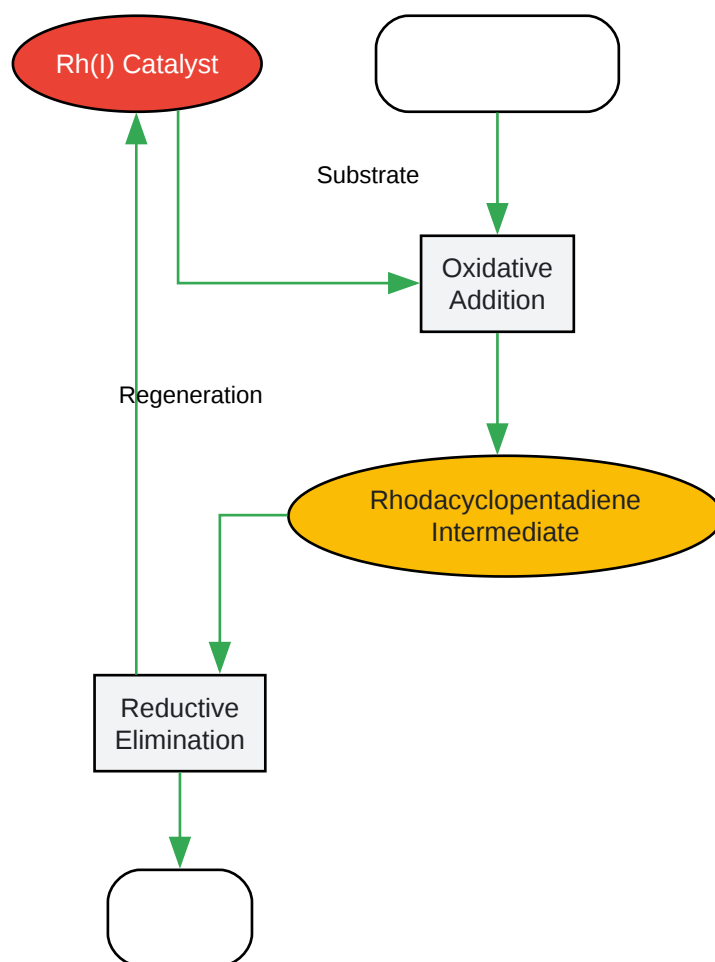 Rh(I) Catalyst
Substrate
Oxidative
Addition
Regeneration
Rhodacyclopentadiene
Intermediate
Reductive
Elimination